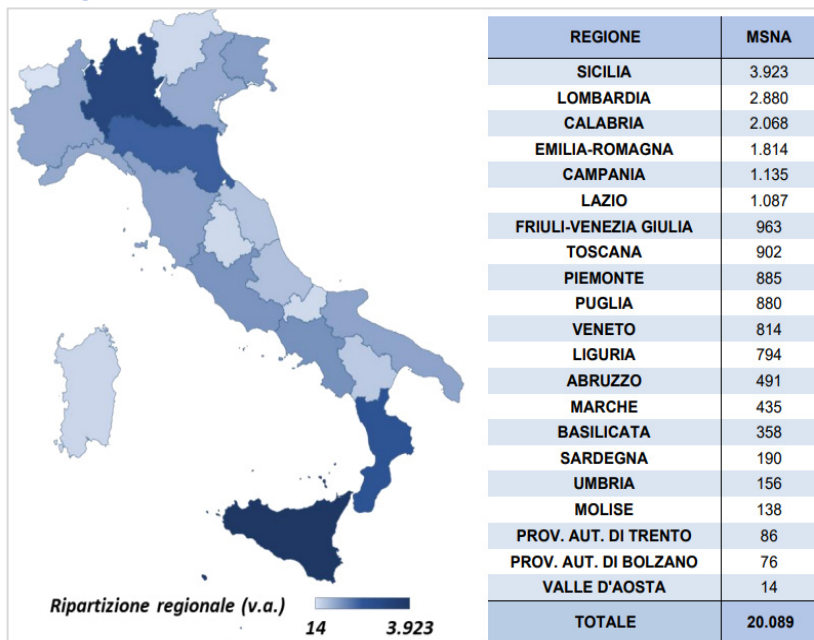 REGIONE MSNA
SICILIA 3.923
LOMBARDIA 2.880
CALABRIA 2.068
EMILIA-ROMAGNA 1.814
CAMPANIA 1.135
LAZIO 1.087
FRIULI-VENEZIA GIULIA 963
TOSCANA 902
PIEMONTE 885
PUGLIA 880
VENETO 814
LIGURIA 794
ABRUZZO 491
MARCHE 435
BASILICATA 358
SARDEGNA 190
UMBRIA 156
MOLISE 138
PROV. AUT. DI TRENTO 86
PROV. AUT. DI BOLZANO 76
VALLE D'AOSTA 14
TOTALE 20.089
Ripartizione regionale (v.a.)
14 3.923